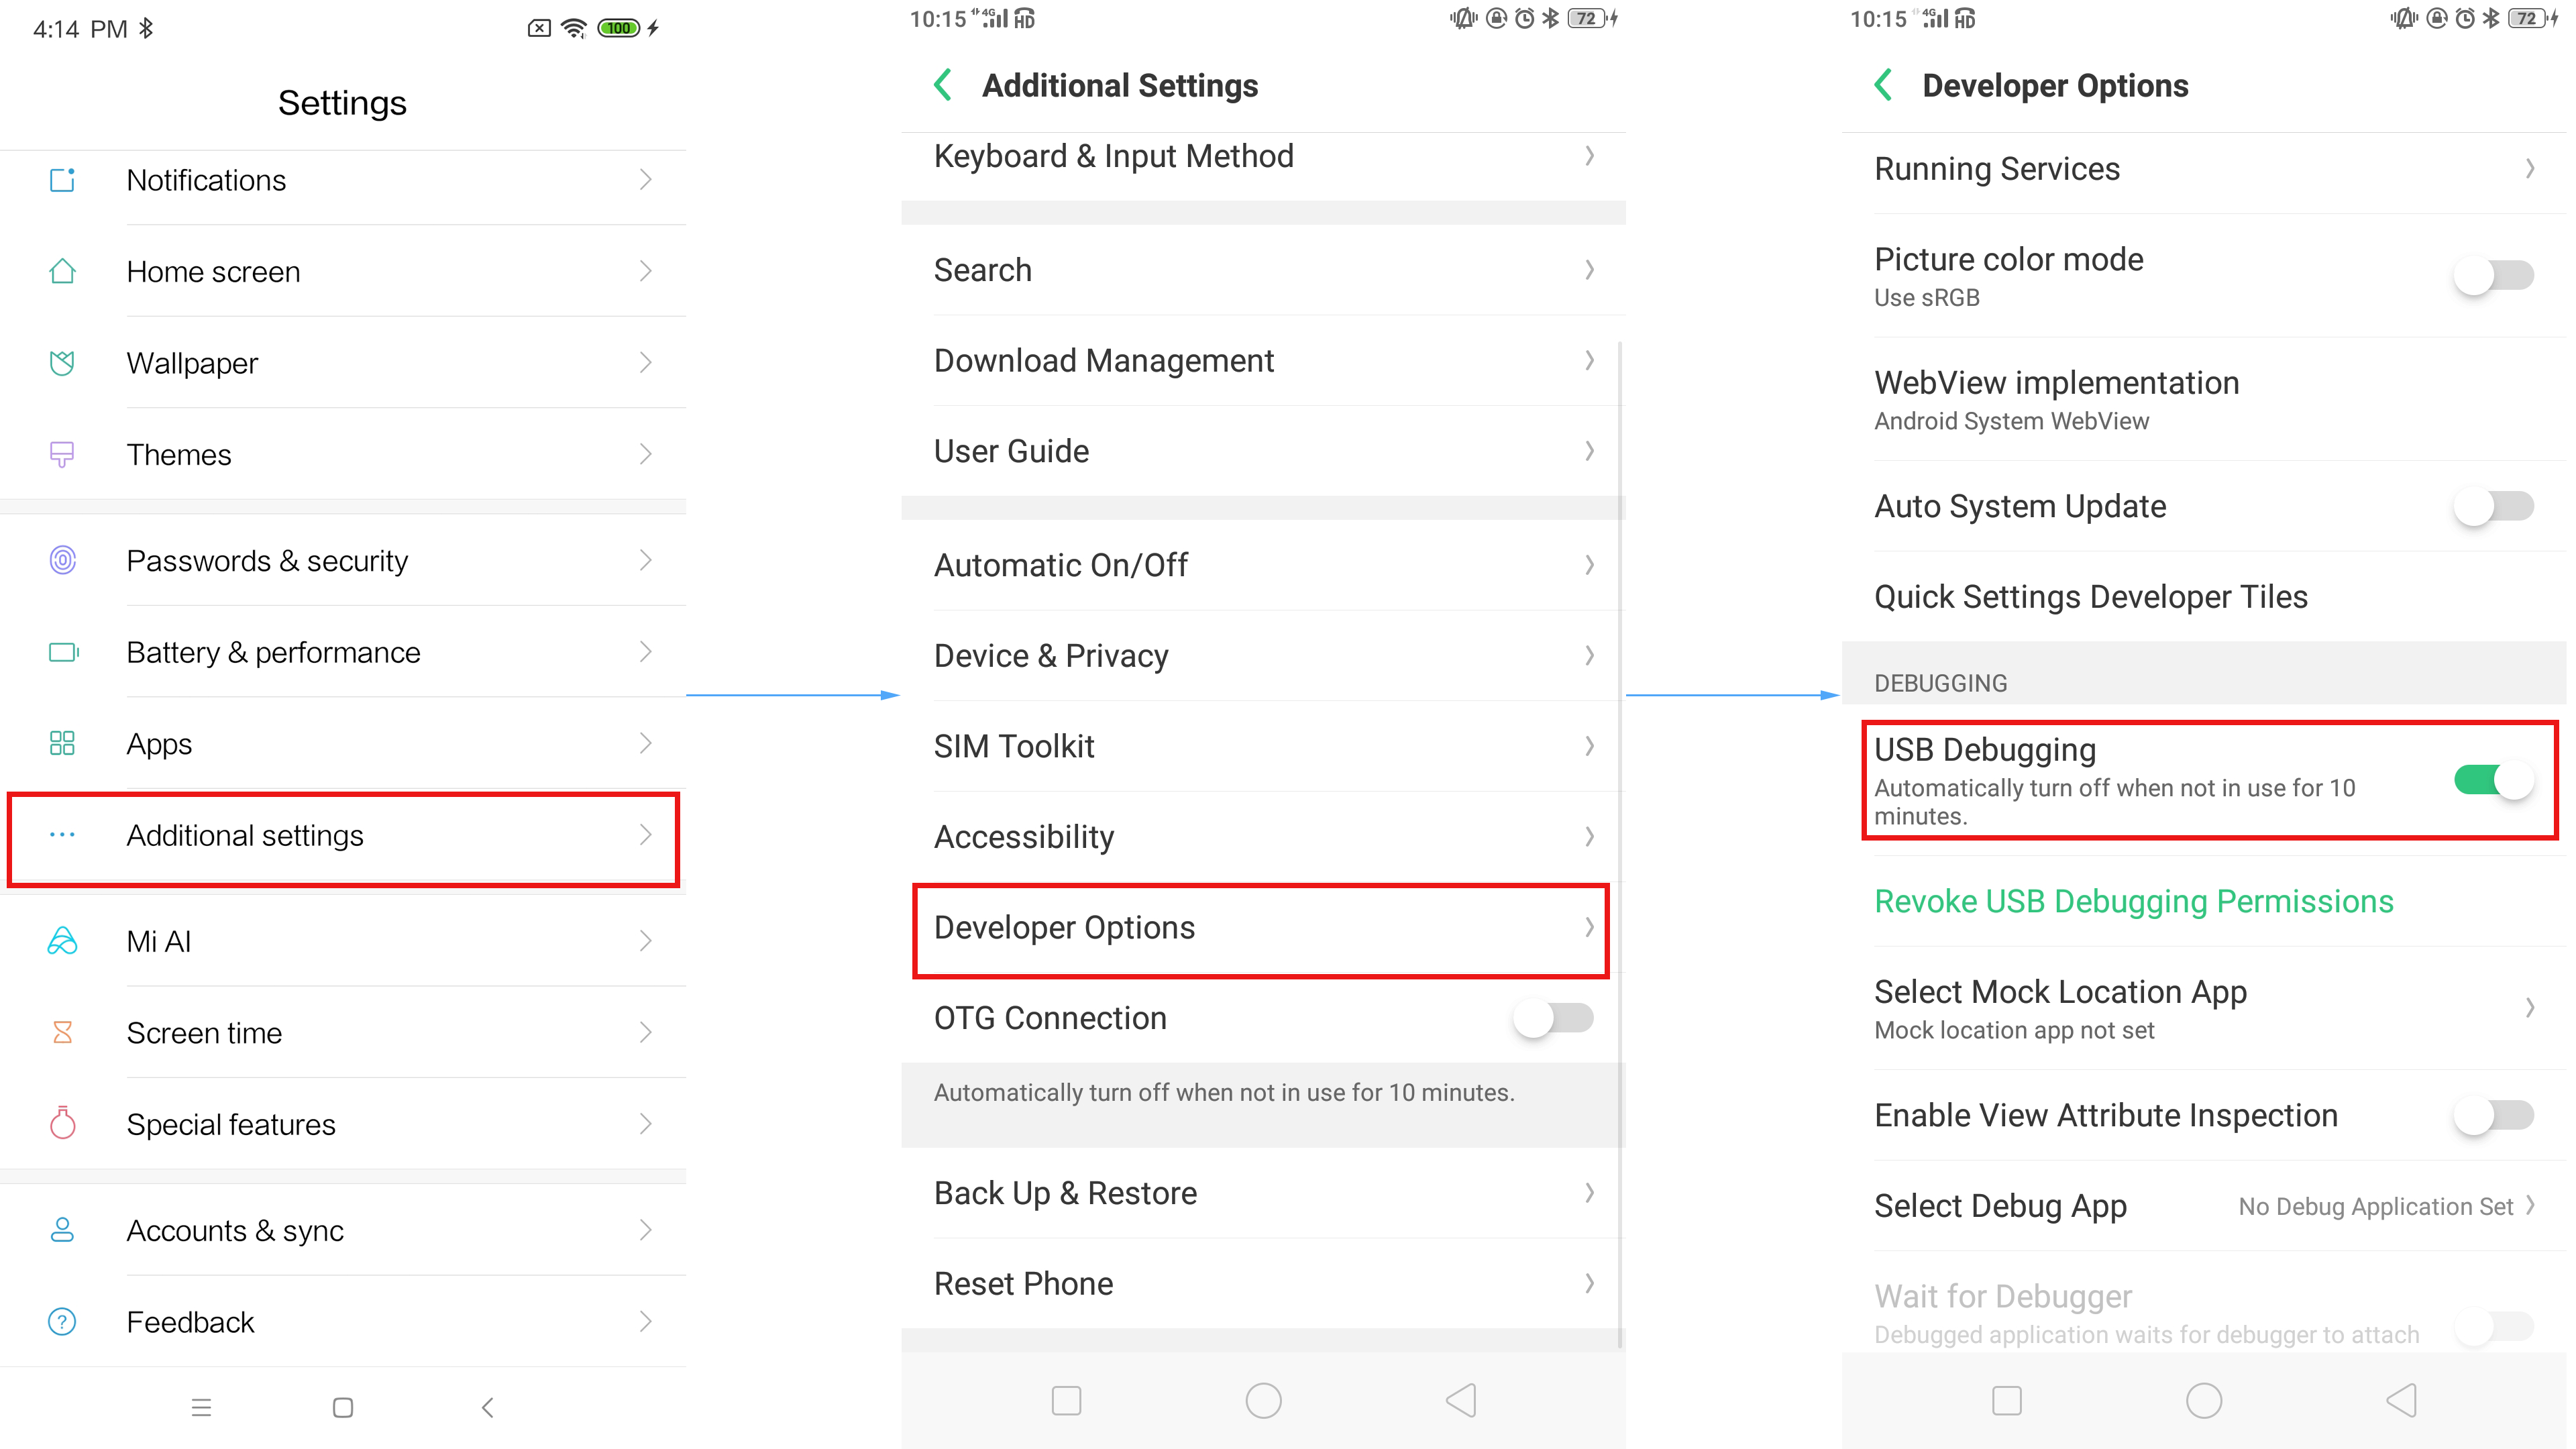 4:14 PM
100
Settings
Notifications
Home screen
Wallpaper
Themes
Passwords & security
Battery & performance
Apps
Additional settings
Mi AI
Screen time
Special features
Accounts & sync
Feedback
10:15 4G HD
72
Additional Settings
Keyboard & Input Method
Search
Download Management
User Guide
Automatic On/Off
Device & Privacy
SIM Toolkit
Accessibility
Developer Options
OTG Connection
Automatically turn off when not in use for 10 minutes.
Back Up & Restore
Reset Phone
10:15 4G HD
72
Developer Options
Running Services
Picture color mode
Use sRGB
WebView implementation
Android System WebView
Auto System Update
Quick Settings Developer Tiles
DEBUGGING
USB Debugging
Automatically turn off when not in use for 10
minutes.
Revoke USB Debugging Permissions
Select Mock Location App
Mock location app not set
Enable View Attribute Inspection
Select Debug App No Debug Application Set
Wait for Debugger
Debugged application waits for debugger to attach